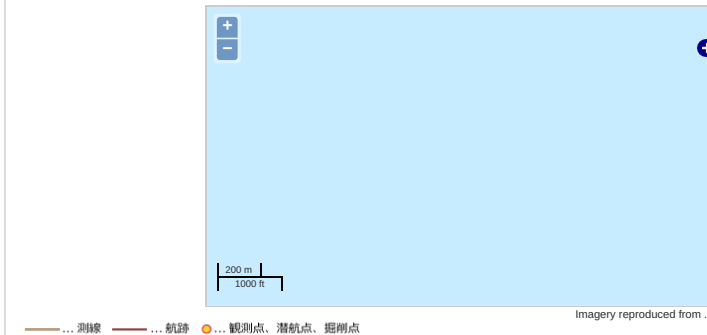 +
−
200 m
1000 ft
Imagery reproduced from .
... 測線 ... 航跡 ... 観測点、潜航点、掘削点